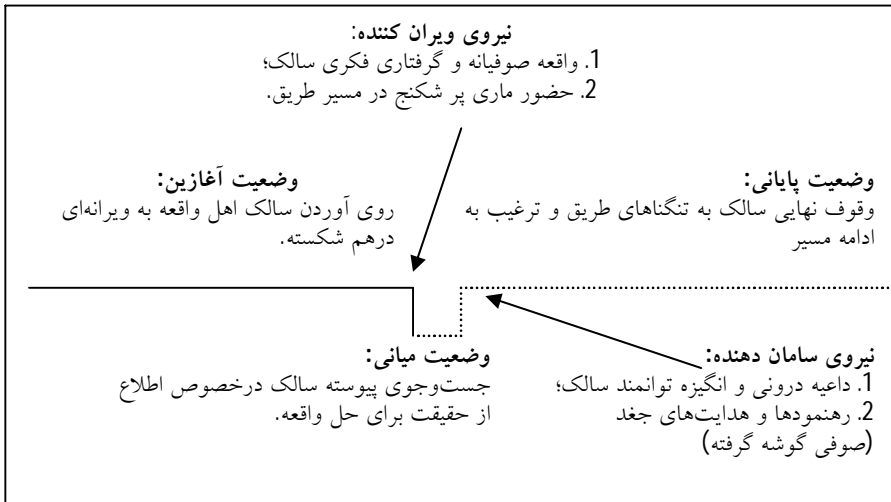 نیروی ویران کننده:
1. واقعه صوفیانه و گرفتاری فکری سالک؛
2. حضور ماری پر شکنج در مسیر طریق.
وضعیت پایانی:
وقوف نهایی سالک به تنگناهای طریق و ترغیب به
ادامه مسیر
وضعیت آغازین:
روی آوردن سالک اهل واقعه به ویرانه‌ای
درهم شکسته.
نیروی سامان دهنده:
1. داعیه درونی و انگیزه توانمند سالک؛
2. رهنمودها و هدایت‌های جغد
(صوفی گوشه گرفته)
وضعیت میانی:
جست‌وجوی پیوسته سالک درخصوص اطلاع
از حقیقت برای حل واقعه.